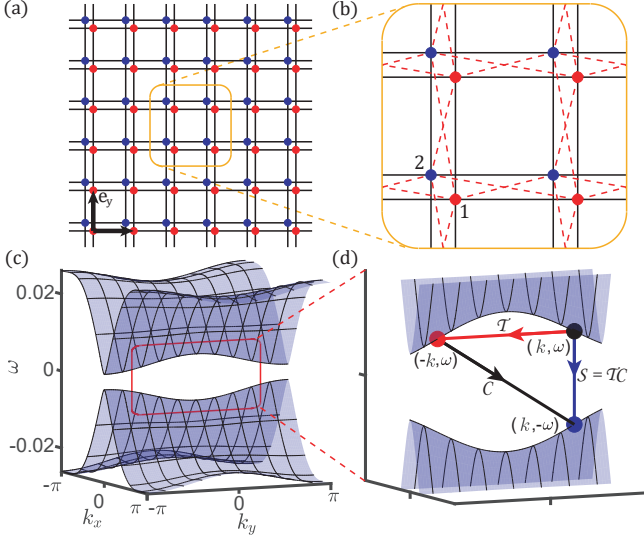 (a)
(b)
e_y
2
1
(c)
(d)
0.02
0
-0.02
ω
-π
0
π
k_x
-π
0
π
k_y
𝒯
(-k,ω)
(k,ω)
C
S = 𝒯C
(k,-ω)